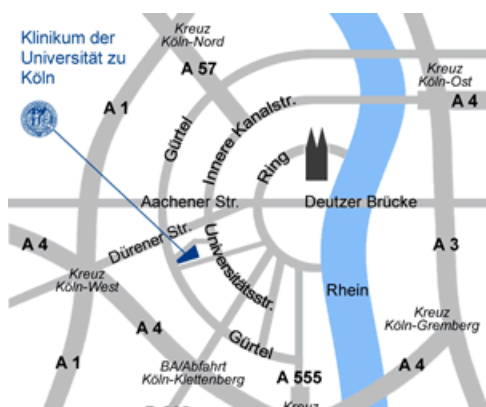 Klinikum der
Universität zu
Köln
Kreuz
Köln-Nord
A 57
Kreuz
Köln-Ost
A 4
A 1
Gürtel
Innere Kanalstr.
Ring
Aachener Str.
Deutzer Brücke
A 4
Dürener Str.
Universitätsstr.
A 3
Kreuz
Köln-West
Rhein
Kreuz
Köln-Gremberg
A 4
Gürtel
A 1
BA/Abfahrt
Köln-Klettenberg
A 555
A 4
Kreuz